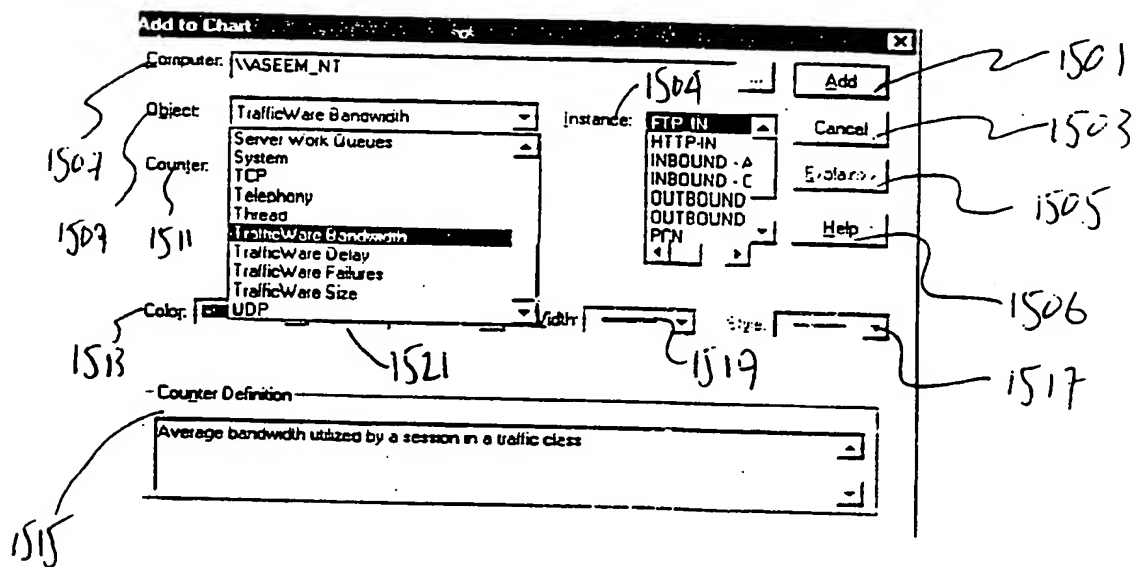 Add to Chart
Computer: \\ASEEM_NT ... Add 1501
1504
Object: TrafficWare Bandwidth Instance: FTP-IN Cancel 1503
Server Work Queues HTTP-IN
1507 Counter: System INBOUND - A Explain>> 1505
TCP INBOUND - C
Telephony OUTBOUND
Thread OUTBOUND
1509 1511 TrafficWare Bandwidth PCN Help
TrafficWare Delay
TrafficWare Failures
TrafficWare Size 1506
Color: UDP Width: Style:
1513 1521 1519 1517
Counter Definition
Average bandwidth utilized by a session in a traffic class
1515